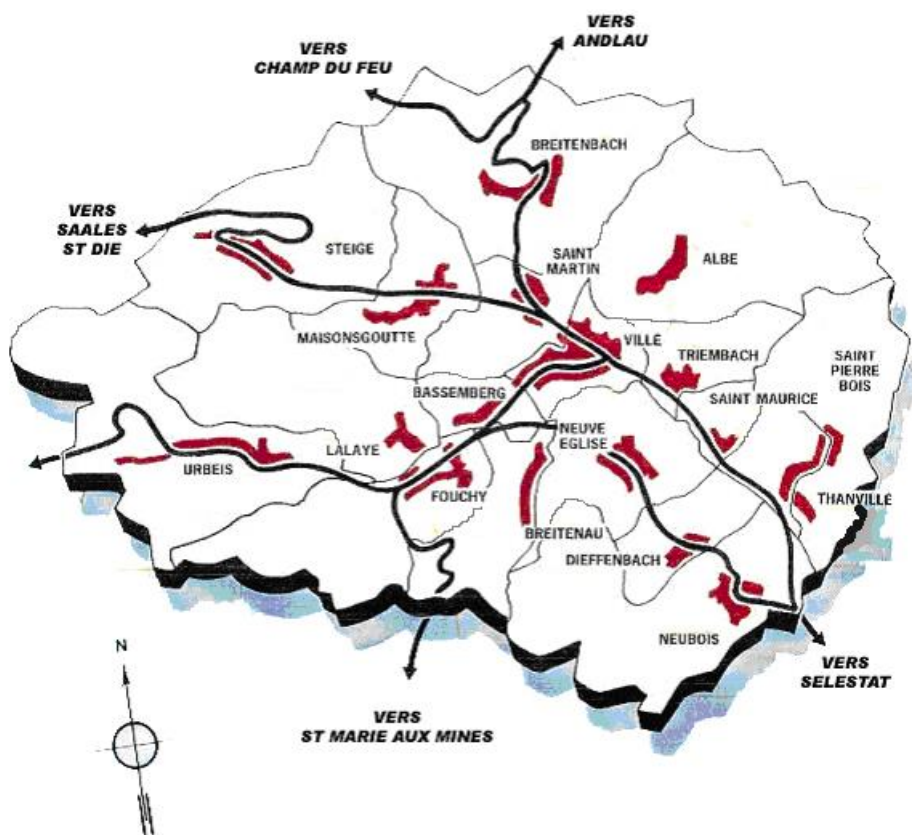 VERS
ANDLAU
VERS
CHAMP DU FEU
BREITENBACH
VERS
SAALES
ST DIE
STEIGE
SAINT
MARTIN
ALBE
MAISONSGOUTTE
VILLÉ
TRIEMBACH
SAINT
PIERRE
BOIS
BASSEMBERG
SAINT MAURICE
NEUVE
EGLISE
LALAYE
URBEIS
FOUCHY
THANVILLÉ
BREITENAU
DIEFFENBACH
NEUBOIS
N
VERS
SELESTAT
VERS
ST MARIE AUX MINES